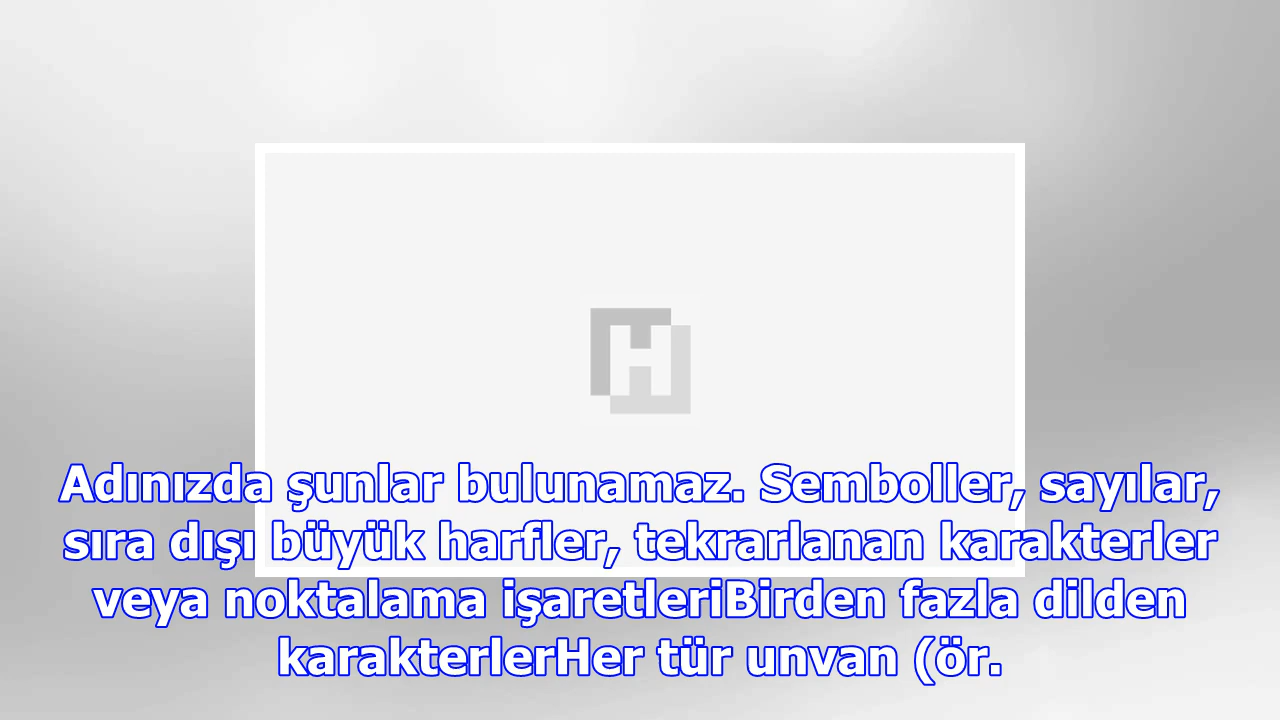 Adınızda şunlar bulunamaz. Semboller, sayılar,
sıra dışı büyük harfler, tekrarlanan karakterler
veya noktalama işaretleriBirden fazla dilden
karakterlerHer tür unvan (ör.